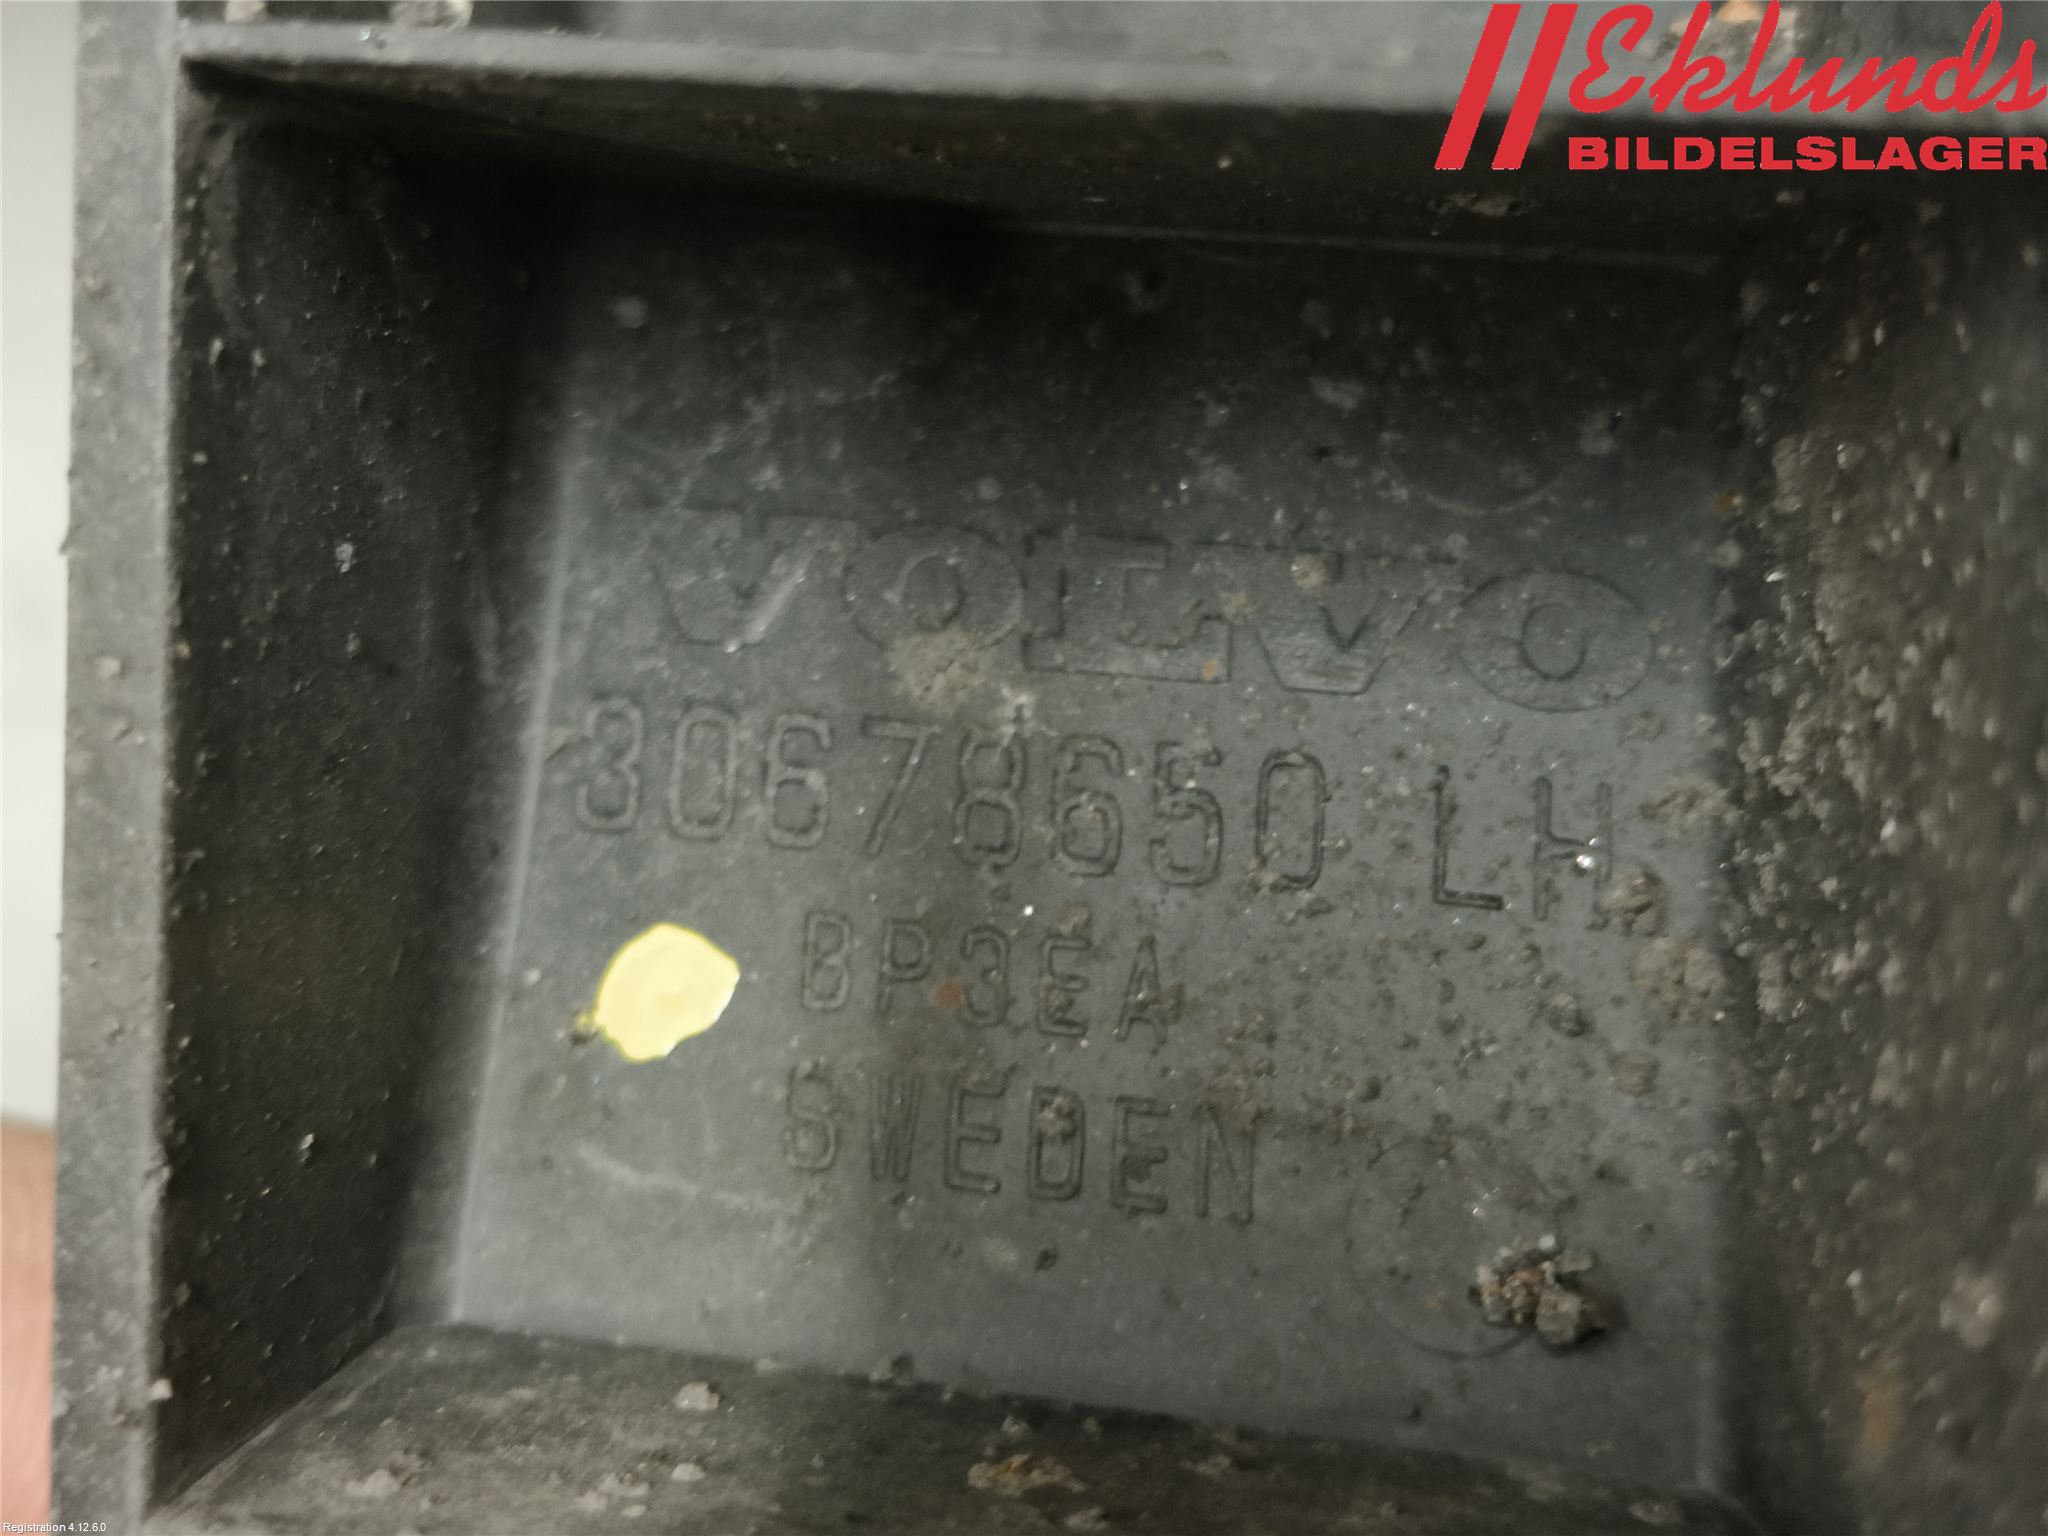 Eklunds
BILDELSLAGER
VOLVO
30678650 LH
BP3EA
SWEDEN
Registration 4.12.6.0